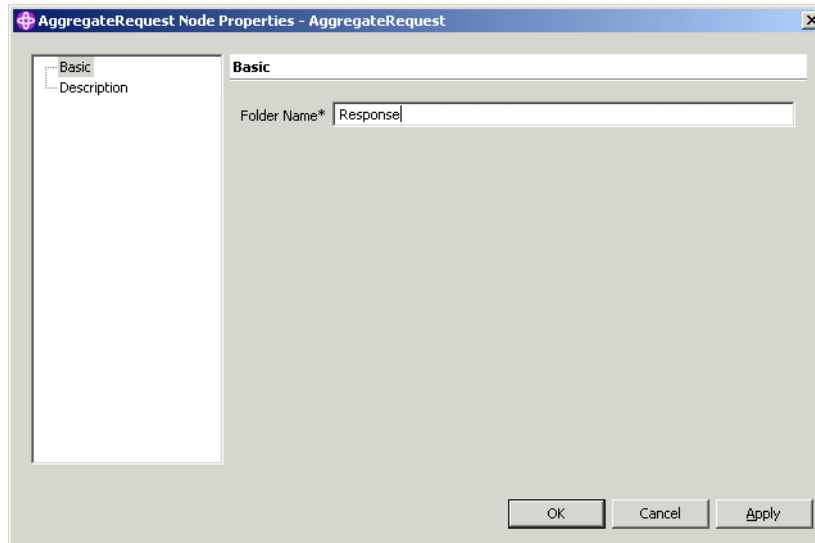 AggregateRequest Node Properties - AggregateRequest
Basic
Description
Basic
Folder Name* Response
OK Cancel Apply